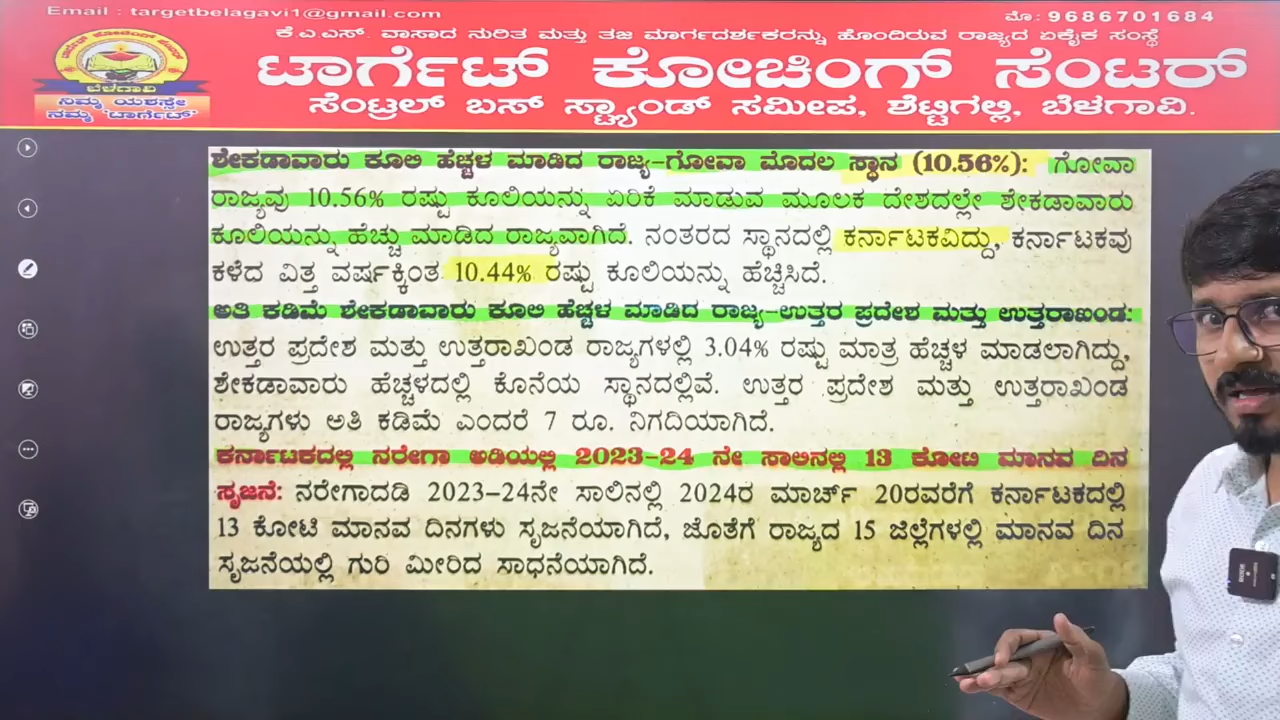 Email : targetbelagavi1@gmail.com
ಮೊ: 9686701684
ಕೆ.ಎ.ಎಸ್. ವಾಸಾದ ನುರಿತ ಮತ್ತು ತಜ್ಞ ಮಾರ್ಗದರ್ಶಕರನ್ನು ಹೊಂದಿರುವ ರಾಜ್ಯದ ಏಕೈಕ ಸಂಸ್ಥೆ
ಟಾರ್ಗೆಟ್ ಕೋಚಿಂಗ್ ಸೆಂಟರ್
ಸೆಂಟ್ರಲ್ ಬಸ್ ಸ್ಟ್ಯಾಂಡ್ ಸಮೀಪ, ಶೆಟ್ಟಿಗಲ್ಲಿ, ಬೆಳಗಾವಿ.
ಬೆಳಗಾವಿ
ನಿಮ್ಮ ಯಶಸ್ಸೇ
ನಮ್ಮ 'ಟಾರ್ಗೆಟ್'
ಶೇಕಡಾವಾರು ಕೂಲಿ ಹೆಚ್ಚಳ ಮಾಡಿದ ರಾಜ್ಯ-ಗೋವಾ ಮೊದಲ ಸ್ಥಾನ (10.56%): ಗೋವಾ
ರಾಜ್ಯವು 10.56% ರಷ್ಟು ಕೂಲಿಯನ್ನು ಏರಿಕೆ ಮಾಡುವ ಮೂಲಕ ದೇಶದಲ್ಲೇ ಶೇಕಡಾವಾರು
ಕೂಲಿಯನ್ನು ಹೆಚ್ಚು ಮಾಡಿದ ರಾಜ್ಯವಾಗಿದೆ. ನಂತರದ ಸ್ಥಾನದಲ್ಲಿ ಕರ್ನಾಟಕವಿದ್ದು, ಕರ್ನಾಟಕವು
ಕಳೆದ ವಿತ್ತ ವರ್ಷಕ್ಕಿಂತ 10.44% ರಷ್ಟು ಕೂಲಿಯನ್ನು ಹೆಚ್ಚಿಸಿದೆ.
ಅತಿ ಕಡಿಮೆ ಶೇಕಡಾವಾರು ಕೂಲಿ ಹೆಚ್ಚಳ ಮಾಡಿದ ರಾಜ್ಯ-ಉತ್ತರ ಪ್ರದೇಶ ಮತ್ತು ಉತ್ತರಾಖಂಡ:
ಉತ್ತರ ಪ್ರದೇಶ ಮತ್ತು ಉತ್ತರಾಖಂಡ ರಾಜ್ಯಗಳಲ್ಲಿ 3.04% ರಷ್ಟು ಮಾತ್ರ ಹೆಚ್ಚಳ ಮಾಡಲಾಗಿದ್ದು,
ಶೇಕಡಾವಾರು ಹೆಚ್ಚಳದಲ್ಲಿ ಕೊನೆಯ ಸ್ಥಾನದಲ್ಲಿವೆ. ಉತ್ತರ ಪ್ರದೇಶ ಮತ್ತು ಉತ್ತರಾಖಂಡ
ರಾಜ್ಯಗಳು ಅತಿ ಕಡಿಮೆ ಎಂದರೆ 7 ರೂ. ನಿಗದಿಯಾಗಿದೆ.
ಕರ್ನಾಟಕದಲ್ಲಿ ನರೇಗಾ ಅಡಿಯಲ್ಲಿ 2023-24 ನೇ ಸಾಲಿನಲ್ಲಿ 13 ಕೋಟಿ ಮಾನವ ದಿನ
ಸೃಜನೆ: ನರೇಗಾದಡಿ 2023-24ನೇ ಸಾಲಿನಲ್ಲಿ 2024ರ ಮಾರ್ಚ್ 20ರವರೆಗೆ ಕರ್ನಾಟಕದಲ್ಲಿ
13 ಕೋಟಿ ಮಾನವ ದಿನಗಳು ಸೃಜನೆಯಾಗಿದೆ, ಜೊತೆಗೆ ರಾಜ್ಯದ 15 ಜಿಲ್ಲೆಗಳಲ್ಲಿ ಮಾನವ ದಿನ
ಸೃಜನೆಯಲ್ಲಿ ಗುರಿ ಮೀರಿದ ಸಾಧನೆಯಾಗಿದೆ.